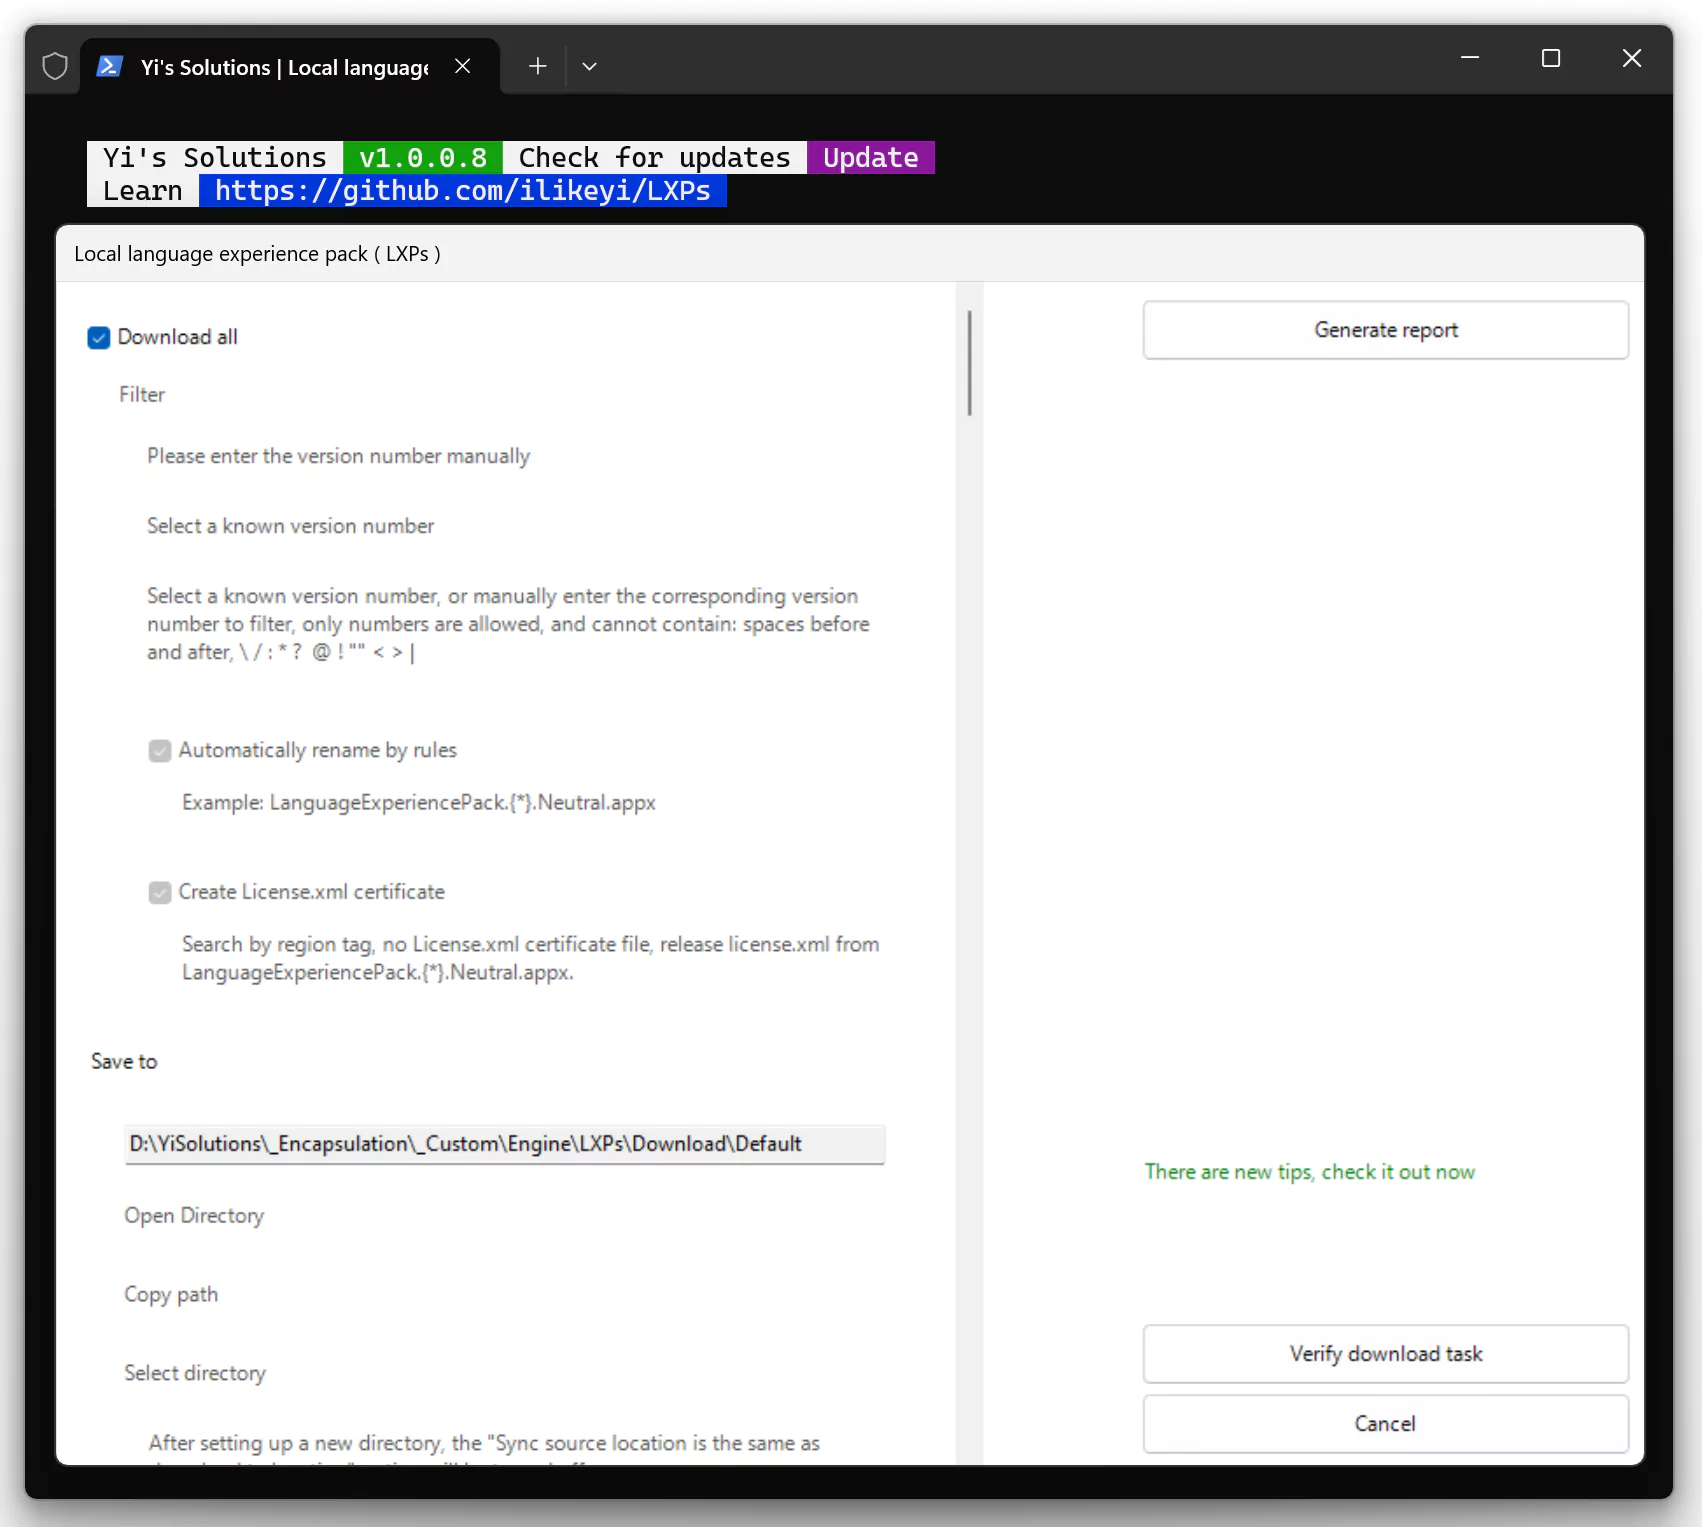 Yi's Solutions | Local language
Yi's Solutions v1.0.0.8 Check for updates Update
Learn https://github.com/ilikeyi/LXPs
Local language experience pack ( LXPs )
Download all
Generate report
Filter
Please enter the version number manually
Select a known version number
Select a known version number, or manually enter the corresponding version
number to filter, only numbers are allowed, and cannot contain: spaces before
and after, \ / : * ? @ ! "" < > |
Automatically rename by rules
Example: LanguageExperiencePack.{*}.Neutral.appx
Create License.xml certificate
Search by region tag, no License.xml certificate file, release license.xml from
LanguageExperiencePack.{*}.Neutral.appx.
Save to
D:\YiSolutions\_Encapsulation\_Custom\Engine\LXPs\Download\Default
There are new tips, check it out now
Open Directory
Copy path
Select directory
Verify download task
Cancel
After setting up a new directory, the "Sync source location is the same as